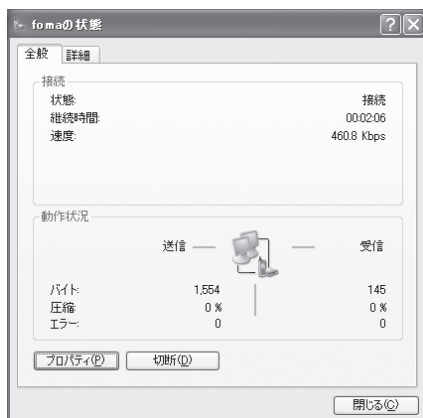 fomaの状態
全般 詳細
接続
状態: 接続
継続時間: 00:02:06
速度: 460.8 Kbps
動作状況
送信 受信
バイト: 1,554 145
圧縮: 0 % 0 %
エラー: 0 0
プロパティ(P) 切断(D)
閉じる(C)